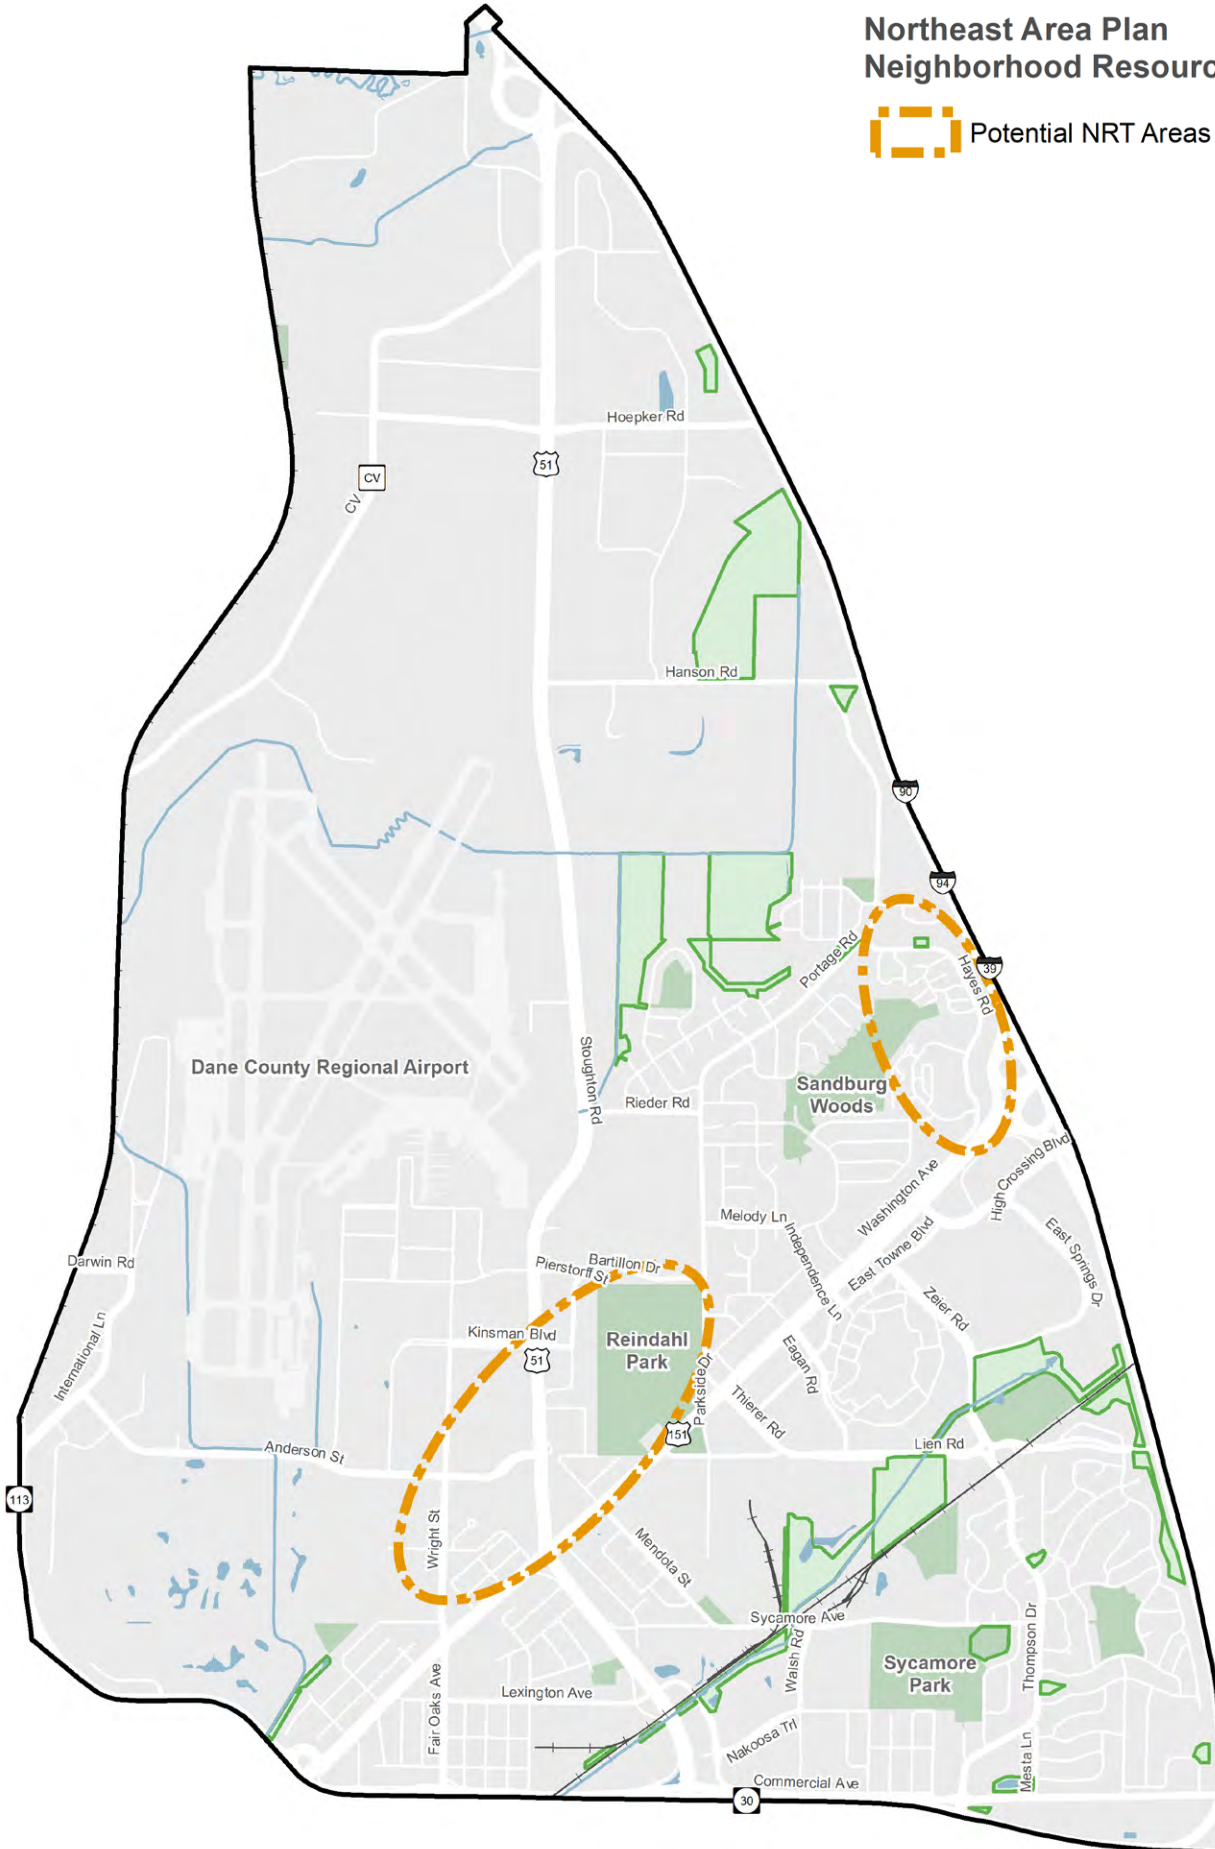 Northeast Area Plan
Neighborhood Resourc
Potential NRT Areas
Hoepker Rd
51
CV
CV
Hanson Rd
90
94
Portage Rd
39
Hayes Rd
Dane County Regional Airport
Stoughton Rd
Sandburg
Woods
Rieder Rd
High Crossing Blvd
Washington Ave
Melody Ln
Independence Ln
East Towne Blvd
East Springs Dr
Darwin Rd
Bartillon Dr
Pierstorff St
Zeier Rd
International Ln
Kinsman Blvd
Reindahl
Park
51
Eagan Rd
Parkside Dr
Thierer Rd
151
Anderson St
Lien Rd
113
Wright St
Mendota St
Sycamore Ave
Walsh Rd
Thompson Dr
Sycamore
Park
Fair Oaks Ave
Lexington Ave
Nakoosa Trl
Mesta Ln
Commercial Ave
30